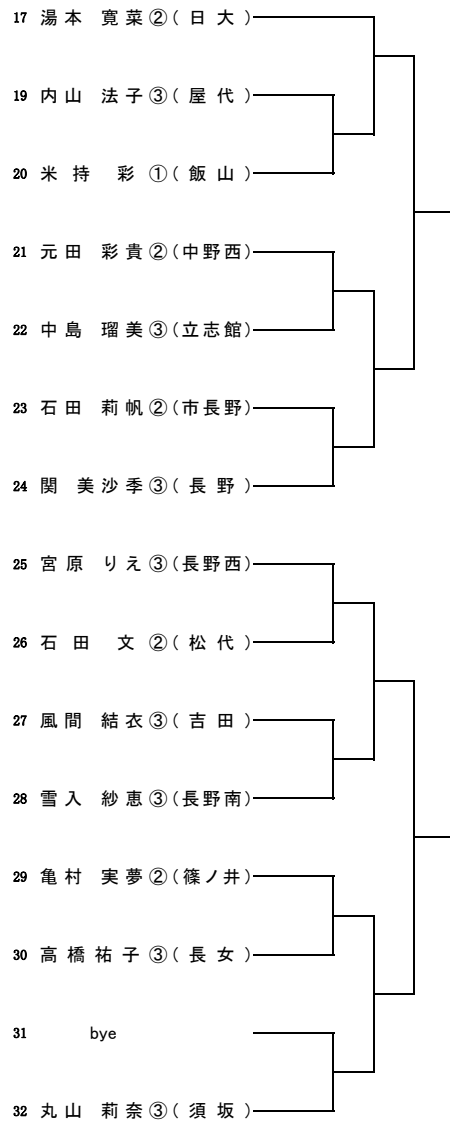 17 湯本 寛菜②(日大)
19 内山 法子③(屋代)
20 米持 彩 ①(飯山)
21 元田 彩貴②(中野西)
22 中島 瑠美③(立志館)
23 石田 莉帆②(市長野)
24 関 美沙季③(長野)
25 宮原 りえ③(長野西)
26 石田 文 ②(松代)
27 風間 結衣③(吉田)
28 雪入 紗恵③(長野南)
29 亀村 実夢②(篠ノ井)
30 高橋祐子③(長女)
31 bye
32 丸山 莉奈③(須坂)